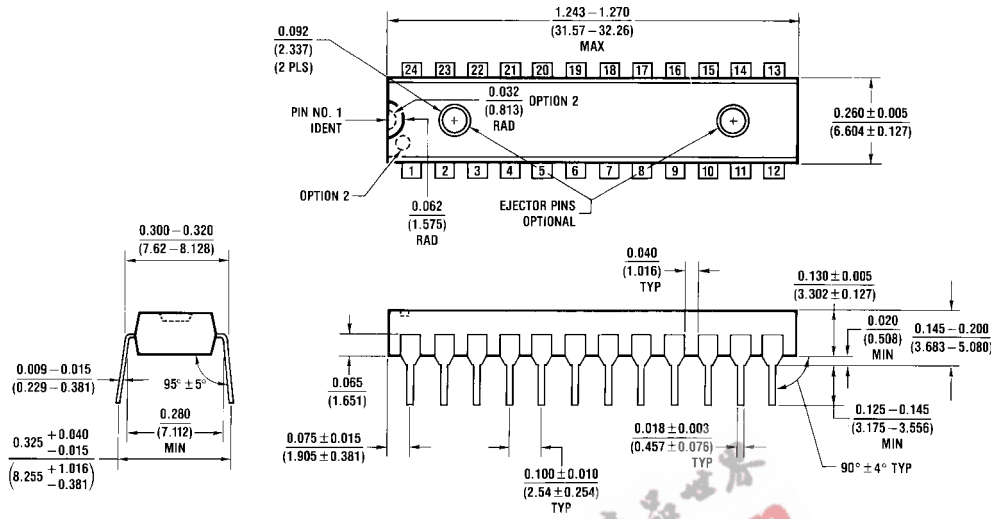 1.243–1.270
(31.57–32.26)
MAX
0.092
(2.337)
(2 PLS)
24 23 22 21 20 19 18 17 16 15 14 13
0.032
(0.813)
RAD
OPTION 2
PIN NO. 1
IDENT
0.260 ± 0.005
(6.604 ± 0.127)
1 2 3 4 5 6 7 8 9 10 11 12
OPTION 2
0.062
(1.575)
RAD
EJECTOR PINS
OPTIONAL
0.300–0.320
(7.62–8.128)
0.009–0.015
(0.229–0.381)
95° ± 5°
0.280
(7.112)
MIN
0.325 +0.040 −0.015
(8.255 +1.016 −0.381)
0.040
(1.016)
TYP
0.130 ± 0.005
(3.302 ± 0.127)
0.020
(0.508)
MIN
0.145–0.200
(3.683–5.080)
0.065
(1.651)
0.125–0.145
(3.175–3.556)
MIN
0.075 ± 0.015
(1.905 ± 0.381)
0.018 ± 0.003
(0.457 ± 0.076)
TYP
90° ± 4° TYP
0.100 ± 0.010
(2.54 ± 0.254)
TYP